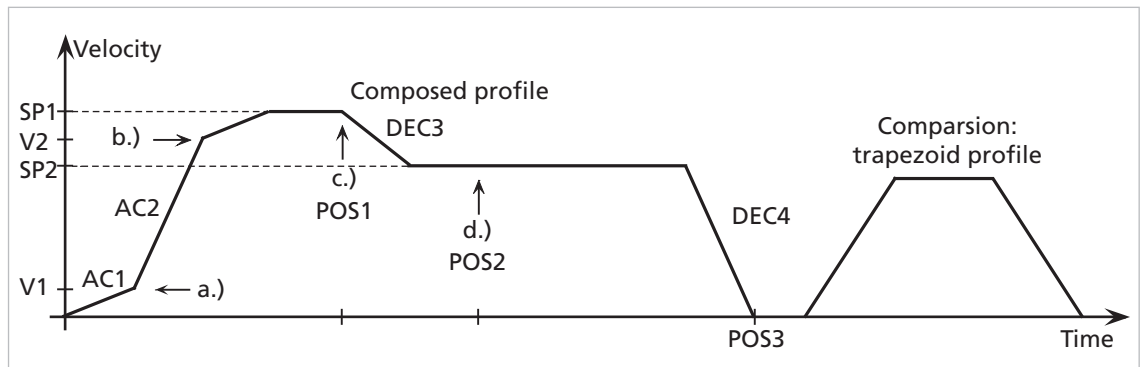 Velocity
SP1
Composed profile
V2
b.)
DEC3
Comparsion:
trapezoid profile
SP2
c.)
AC2
POS1
DEC4
d.)
POS2
V1
AC1
a.)
POS3
Time